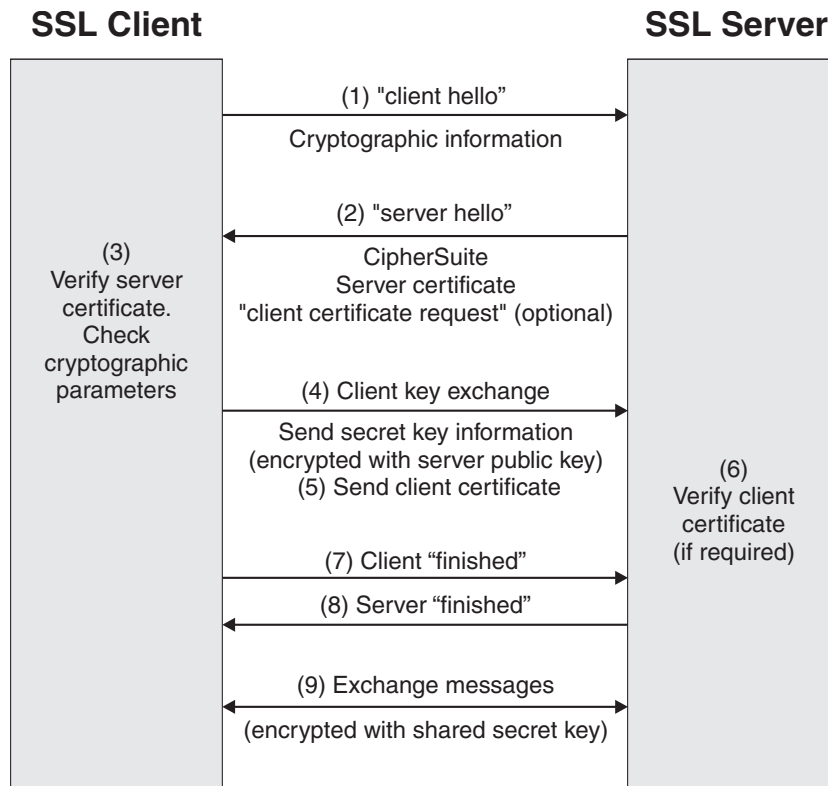 SSL Client
SSL Server
(1) "client hello”
Cryptographic information
(2) "server hello”
CipherSuite
Server certificate
"client certificate request" (optional)
(3)
Verify server
certificate.
Check
cryptographic
parameters
(4) Client key exchange
Send secret key information
(encrypted with server public key)
(5) Send client certificate
(6)
Verify client
certificate
(if required)
(7) Client “finished”
(8) Server “finished”
(9) Exchange messages
(encrypted with shared secret key)